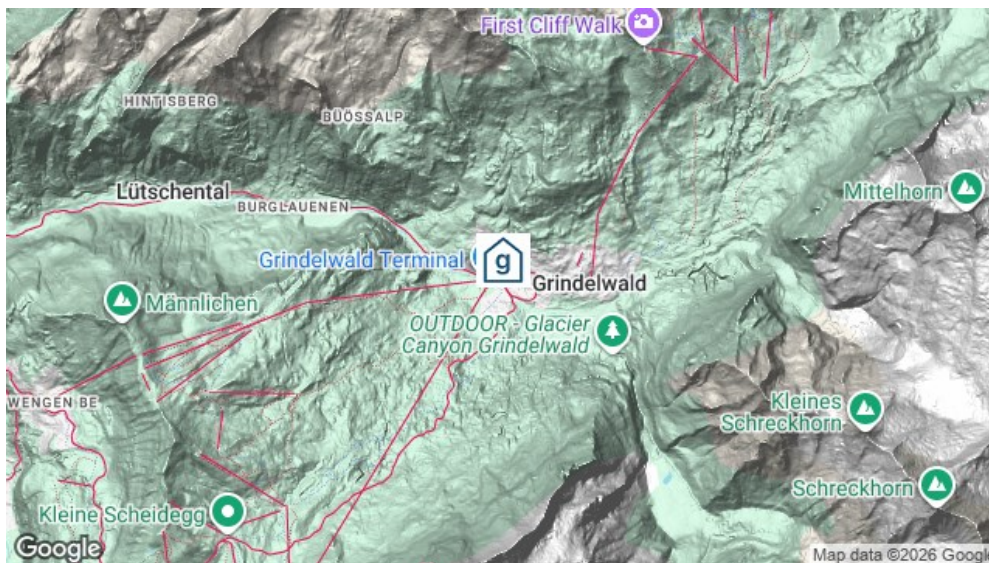 First Cliff Walk
HINTISBERG
BÜÖSSALP
Lütschental
BURGLAUENEN
Mittelhorn
Grindelwald Terminal
g
Grindelwald
Männlichen
OUTDOOR - Glacier
Canyon Grindelwald
WENGEN BE
Kleines
Schreckhorn
Schreckhorn
Kleine Scheidegg
Google
Map data ©2026 Google